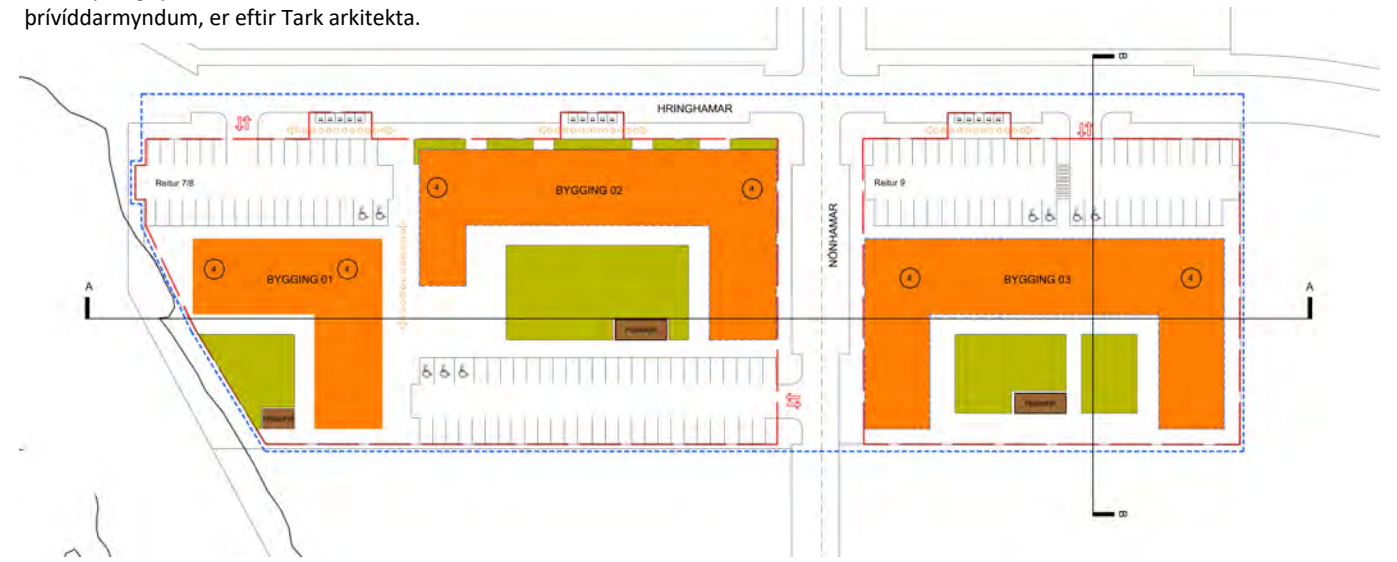 þrívíddarmyndum, er eftir Tark arkitekta.
B
HRINGHAMAR
Reitur 7/8
4
BYGGING 02
4
Reitur 9
NÓNHAMAR
4
BYGGING 01
4
4
BYGGING 03
4
A
A
B